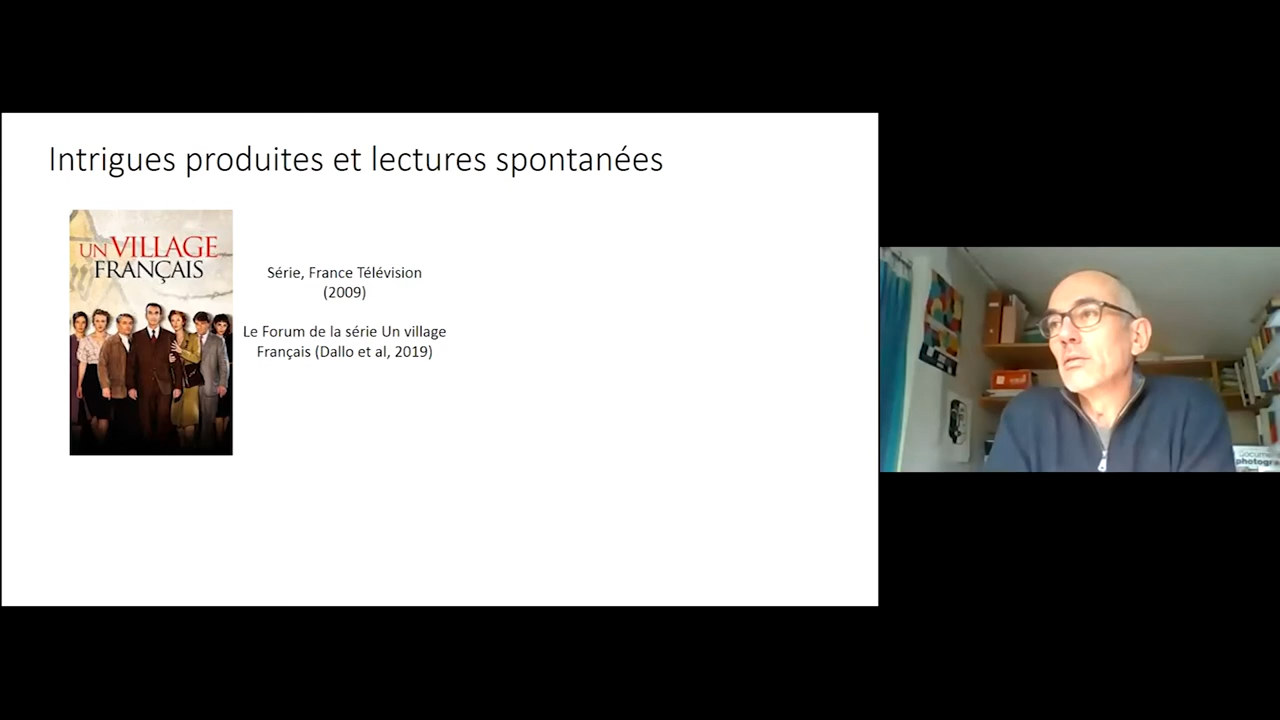 Intrigues produites et lectures spontanées
UN VILLAGE
FRANÇAIS
Série, France Télévision
(2009)
Le Forum de la série Un village
Français (Dallo et al, 2019)
photogra